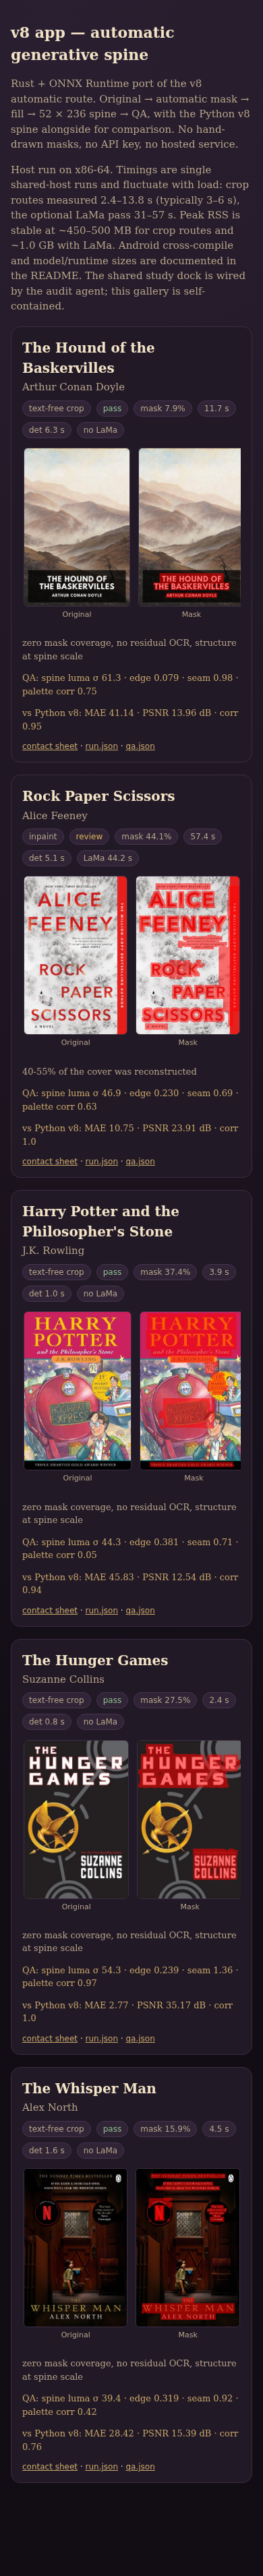 v8 app — automatic
generative spine
Rust + ONNX Runtime port of the v8
automatic route. Original → automatic mask →
fill → 52 × 236 spine → QA, with the Python v8
spine alongside for comparison. No hand-
drawn masks, no API key, no hosted service.
Host run on x86-64. Timings are single
shared-host runs and fluctuate with load: crop
routes measured 2.4–13.8 s (typically 3–6 s),
the optional LaMa pass 31–57 s. Peak RSS is
stable at ~450–500 MB for crop routes and
~1.0 GB with LaMa. Android cross-compile
and model/runtime sizes are documented in
the README. The shared study dock is wired
by the audit agent; this gallery is self-
contained.
The Hound of the
Baskervilles
Arthur Conan Doyle
text-free crop pass mask 7.9% 11.7 s
det 6.3 s no LaMa
THE HOUND OF
THE BASKERVILLES
ARTHUR CONAN DOYLE
THE HOUND OF
THE BASKERVILLES
ARTHUR CONAN DOYLE
Original Mask
zero mask coverage, no residual OCR, structure
at spine scale
QA: spine luma σ 61.3 · edge 0.079 · seam 0.98 ·
palette corr 0.75
vs Python v8: MAE 41.14 · PSNR 13.96 dB · corr
0.95
contact sheet · run.json · qa.json
Rock Paper Scissors
Alice Feeney
inpaint review mask 44.1% 57.4 s
det 5.1 s LaMa 44.2 s
ALICE
FEENEY
ROCK
PAPER
SCISSORS
A NOVEL
ALICE
FEENEY
ROCK
PAPER
SCISSORS
A NOVEL
Original Mask
40-55% of the cover was reconstructed
QA: spine luma σ 46.9 · edge 0.230 · seam 0.69 ·
palette corr 0.63
vs Python v8: MAE 10.75 · PSNR 23.91 dB · corr
1.0
contact sheet · run.json · qa.json
Harry Potter and the
Philosopher's Stone
J.K. Rowling
text-free crop pass mask 37.4% 3.9 s
det 1.0 s no LaMa
HARRY
POTTER
and the Philosopher's Stone
J.K.ROWLING
HARRY
POTTER
and the Philosopher's Stone
J.K.ROWLING
Original Mask
zero mask coverage, no residual OCR, structure
at spine scale
QA: spine luma σ 44.3 · edge 0.381 · seam 0.71 ·
palette corr 0.05
vs Python v8: MAE 45.83 · PSNR 12.54 dB · corr
0.94
contact sheet · run.json · qa.json
The Hunger Games
Suzanne Collins
text-free crop pass mask 27.5% 2.4 s
det 0.8 s no LaMa
THE
HUNGER
GAMES
SUZANNE
COLLINS
THE
HUNGER
GAMES
SUZANNE
COLLINS
Original Mask
zero mask coverage, no residual OCR, structure
at spine scale
QA: spine luma σ 54.3 · edge 0.239 · seam 1.36 ·
palette corr 0.97
vs Python v8: MAE 2.77 · PSNR 35.17 dB · corr
1.0
contact sheet · run.json · qa.json
The Whisper Man
Alex North
text-free crop pass mask 15.9% 4.5 s
det 1.6 s no LaMa
THE
WHISPER MAN
ALEX NORTH
THE
WHISPER MAN
ALEX NORTH
Original Mask
zero mask coverage, no residual OCR, structure
at spine scale
QA: spine luma σ 39.4 · edge 0.319 · seam 0.92 ·
palette corr 0.42
vs Python v8: MAE 28.42 · PSNR 15.39 dB · corr
0.76
contact sheet · run.json · qa.json